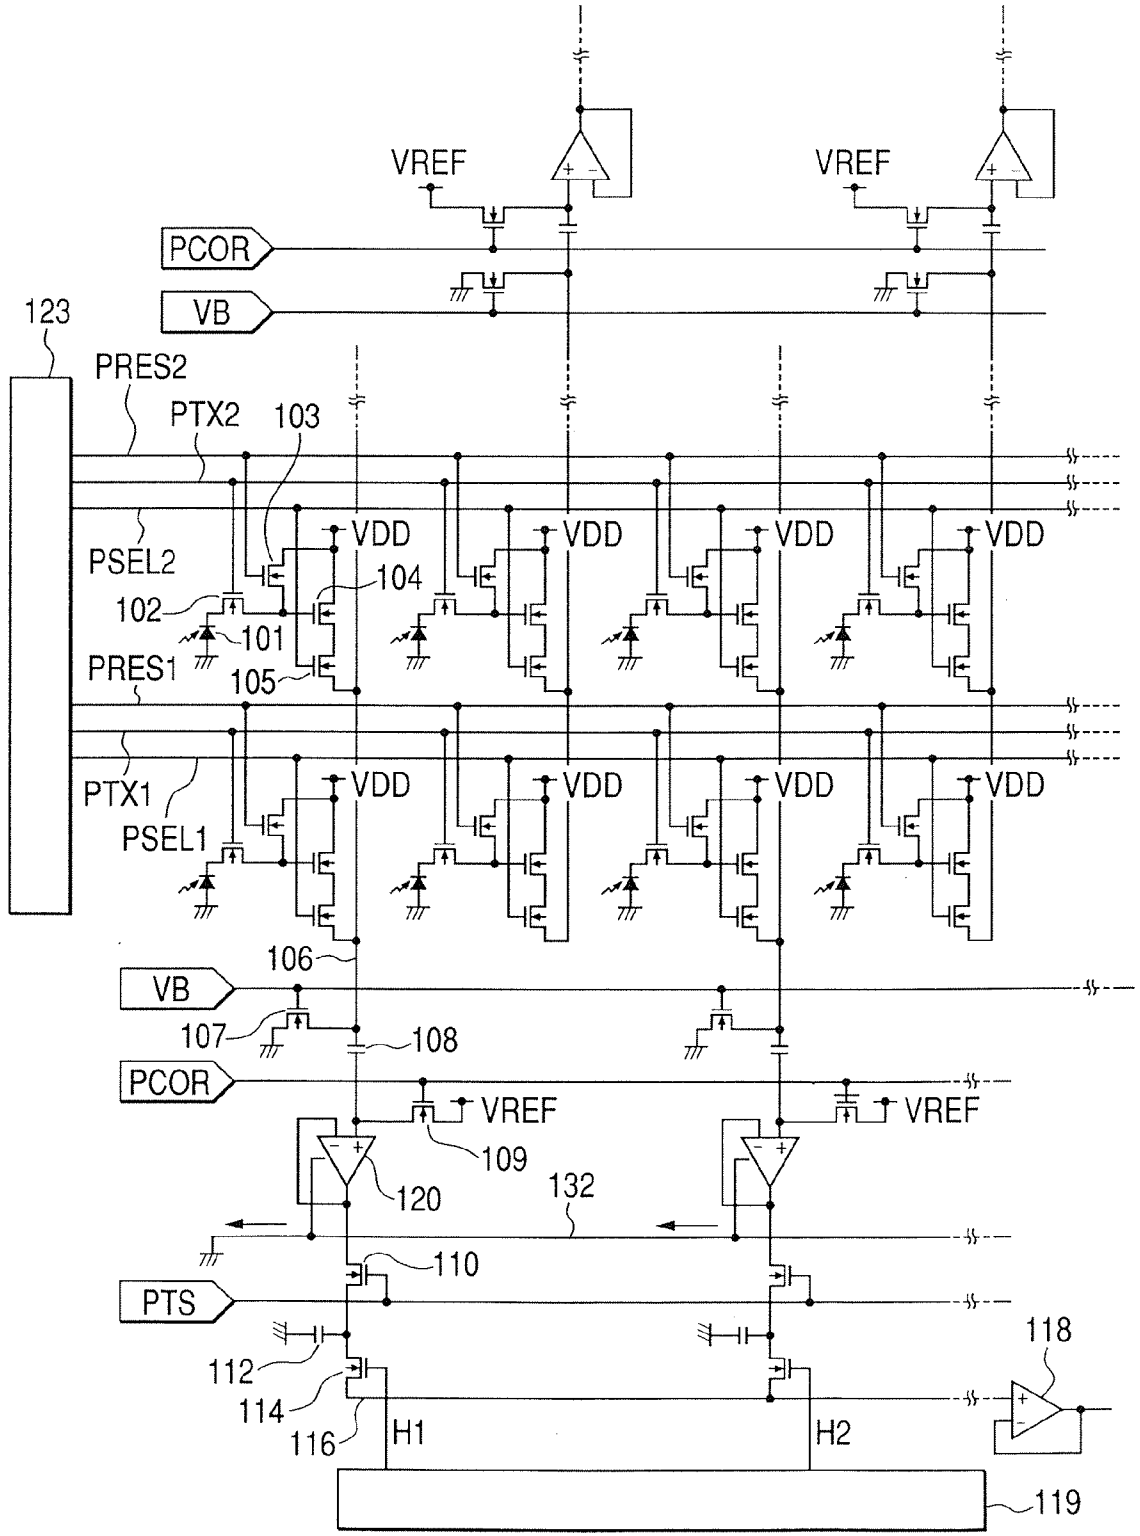 VREF VREF
PCOR
VB
123
PRES2
PTX2 103
VDD VDD VDD VDD
PSEL2
102 104
101
PRES1
105
VDD VDD VDD VDD
PTX1
PSEL1
106
VB
107 108
PCOR
VREF VREF
109
120
132
110
PTS
118
112
114
116 H1 H2
119